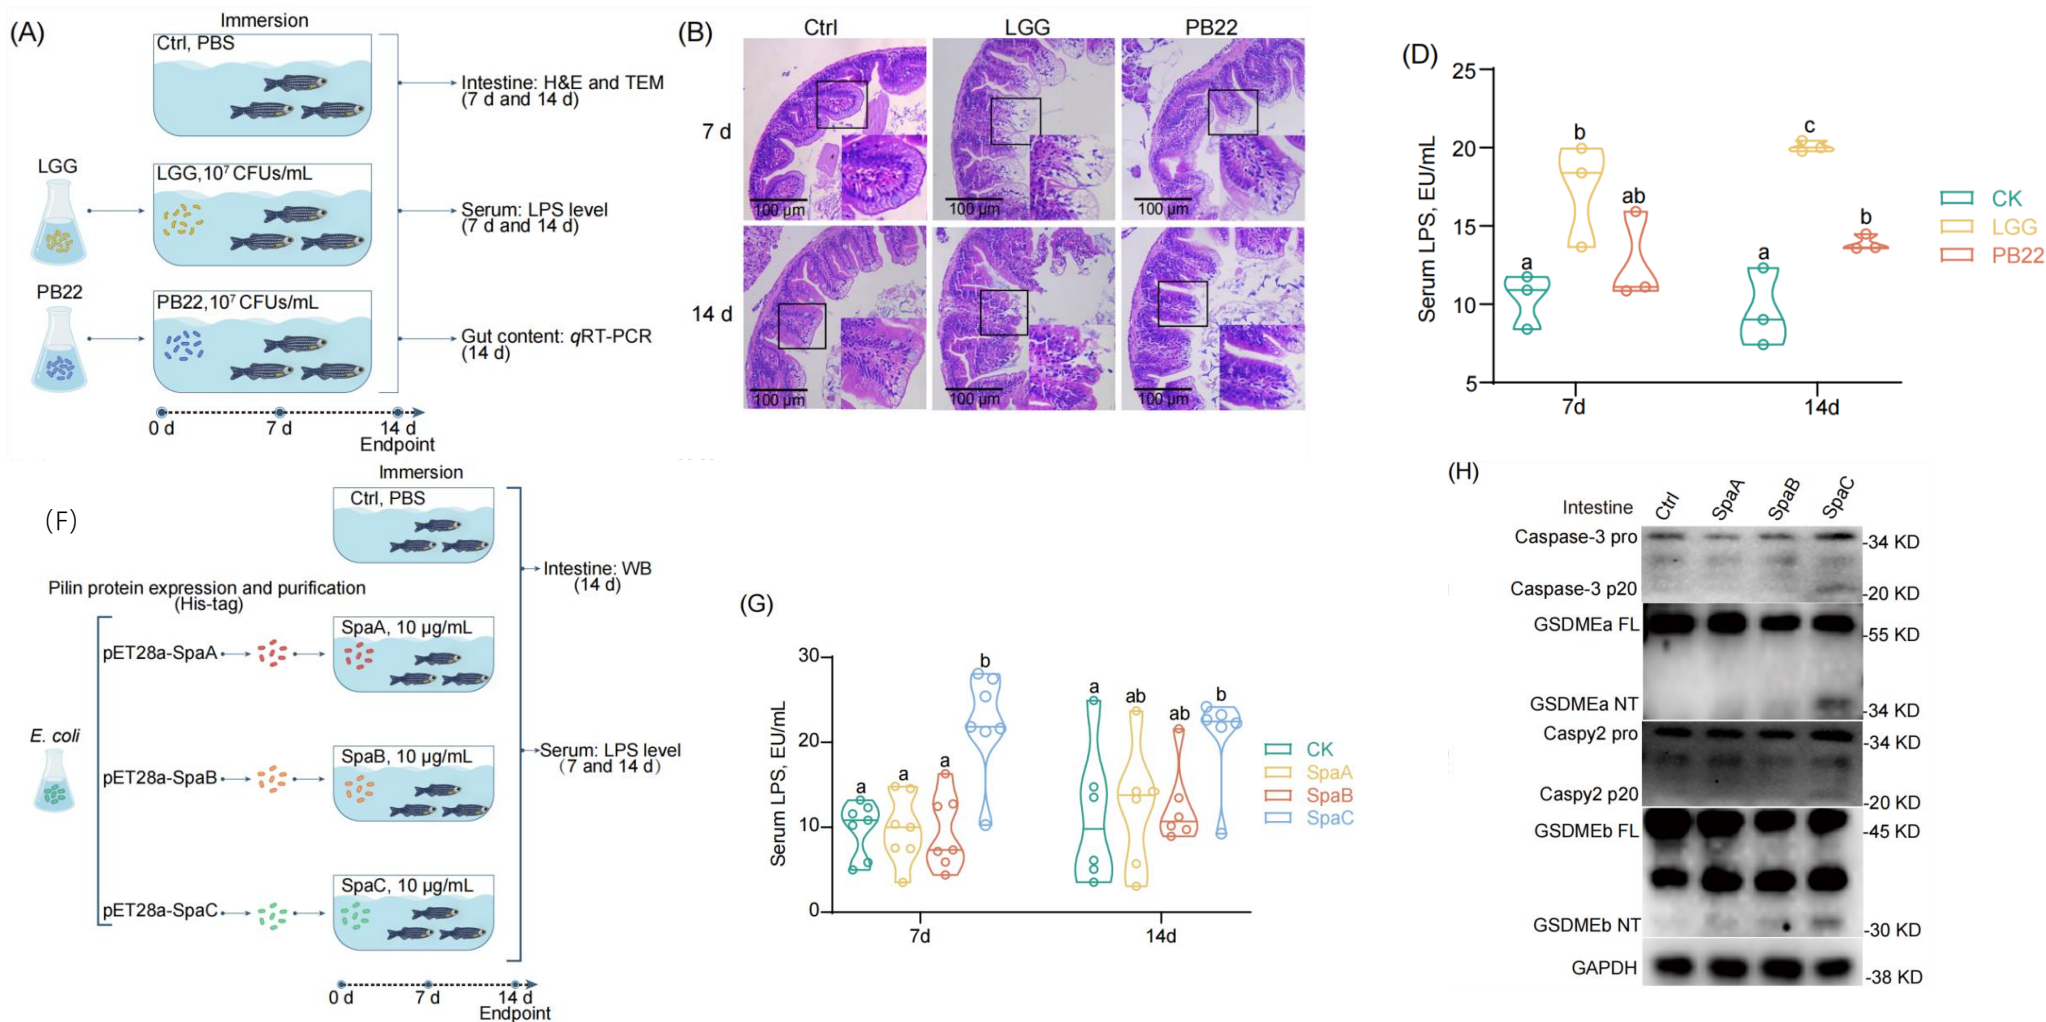 (A)
Immersion
Ctrl, PBS
Intestine: H&E and TEM
(7 d and 14 d)
LGG
LGG,10⁷ CFUs/mL
Serum: LPS level
(7 d and 14 d)
PB22
PB22,10⁷ CFUs/mL
Gut content: qRT-PCR
(14 d)
0 d
7 d
14 d
Endpoint
(B)
Ctrl
LGG
PB22
7 d
100 µm
100 µm
100 µm
14 d
100 µm
100 µm
100 µm
(D)
Serum LPS, EU/mL
25
20
15
10
5
a
b
ab
a
c
b
7d
14d
CK
LGG
PB22
(F)
Immersion
Ctrl, PBS
Intestine: WB
(14 d)
Pilin protein expression and purification
(His-tag)
E. coli
pET28a-SpaA
SpaA, 10 µg/mL
pET28a-SpaB
SpaB, 10 µg/mL
Serum: LPS level
(7 and 14 d)
pET28a-SpaC
SpaC, 10 µg/mL
0 d
7 d
14 d
Endpoint
(G)
Serum LPS, EU/mL
30
20
10
0
a
a
a
b
a
ab
ab
b
7d
14d
CK
SpaA
SpaB
SpaC
(H)
Intestine
Ctrl
SpaA
SpaB
SpaC
Caspase-3 pro
-34 KD
Caspase-3 p20
-20 KD
GSDMEa FL
-55 KD
GSDMEa NT
-34 KD
Caspy2 pro
-34 KD
Caspy2 p20
-20 KD
GSDMEb FL
-45 KD
GSDMEb NT
-30 KD
GAPDH
-38 KD